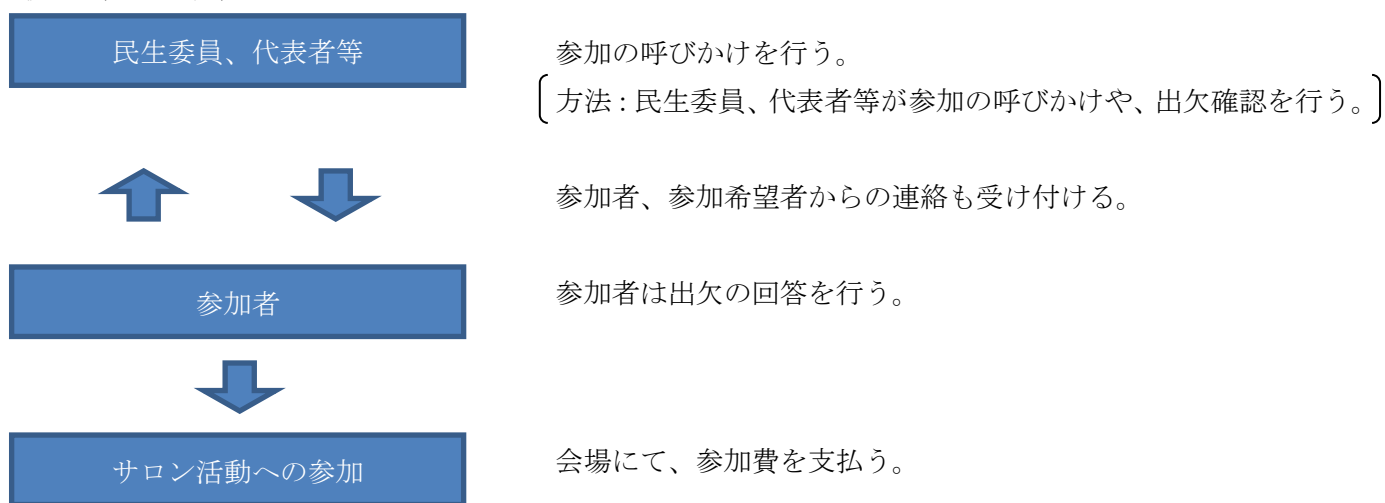 民生委員、代表者等
参加の呼びかけを行う。
方法：民生委員、代表者等が参加の呼びかけや、出欠確認を行う。
参加者、参加希望者からの連絡も受け付ける。
参加者
参加者は出欠の回答を行う。
サロン活動への参加
会場にて、参加費を支払う。